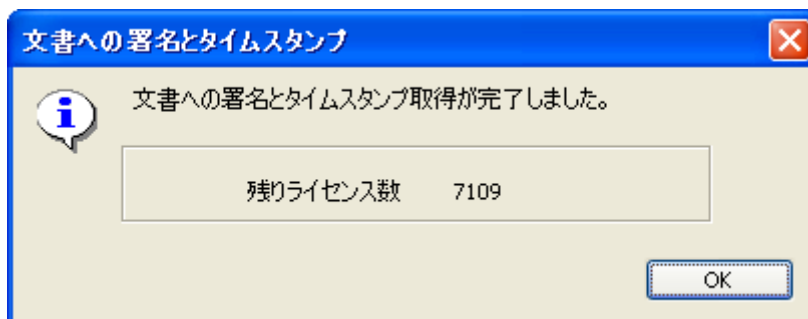 文書への署名とタイムスタンプ
文書への署名とタイムスタンプ取得が完了しました。
残りライセンス数 7109
OK